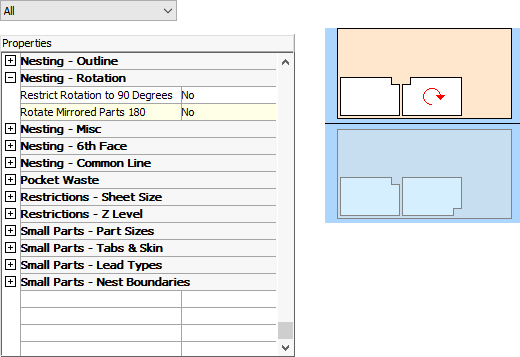 All
Properties
Nesting - Outline
Nesting - Rotation
Restrict Rotation to 90 Degrees No
Rotate Mirrored Parts 180 No
Nesting - Misc
Nesting - 6th Face
Nesting - Common Line
Pocket Waste
Restrictions - Sheet Size
Restrictions - Z Level
Small Parts - Part Sizes
Small Parts - Tabs & Skin
Small Parts - Lead Types
Small Parts - Nest Boundaries